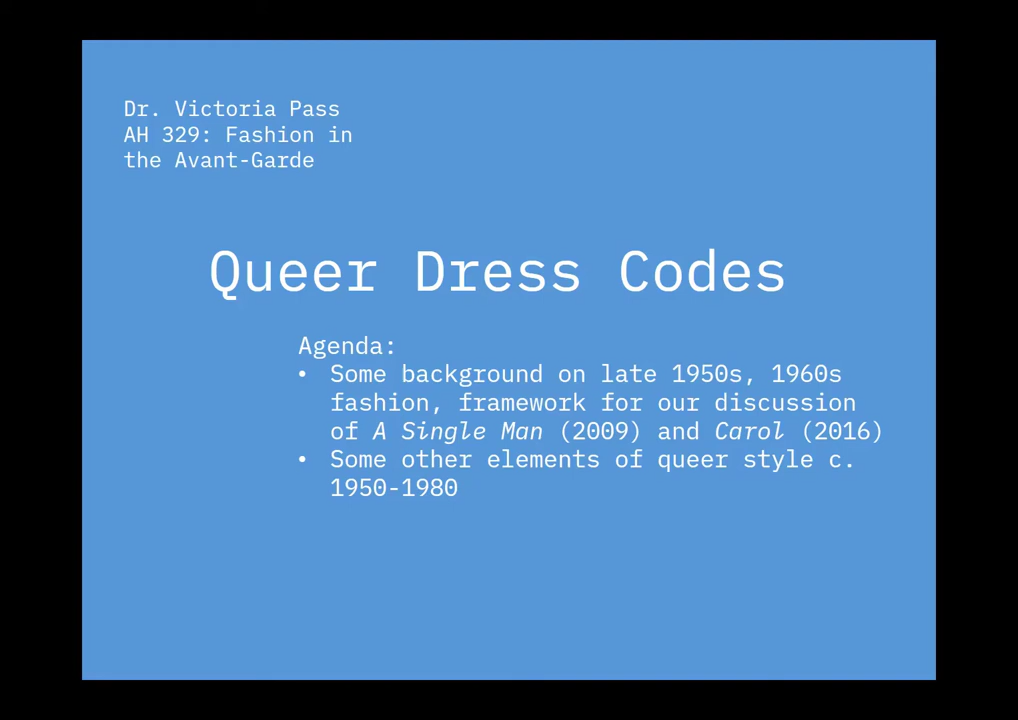 Dr. Victoria Pass
AH 329: Fashion in
the Avant-Garde
Queer Dress Codes
Agenda:
• Some background on late 1950s, 1960s
fashion, framework for our discussion
of A Single Man (2009) and Carol (2016)
• Some other elements of queer style c.
1950-1980